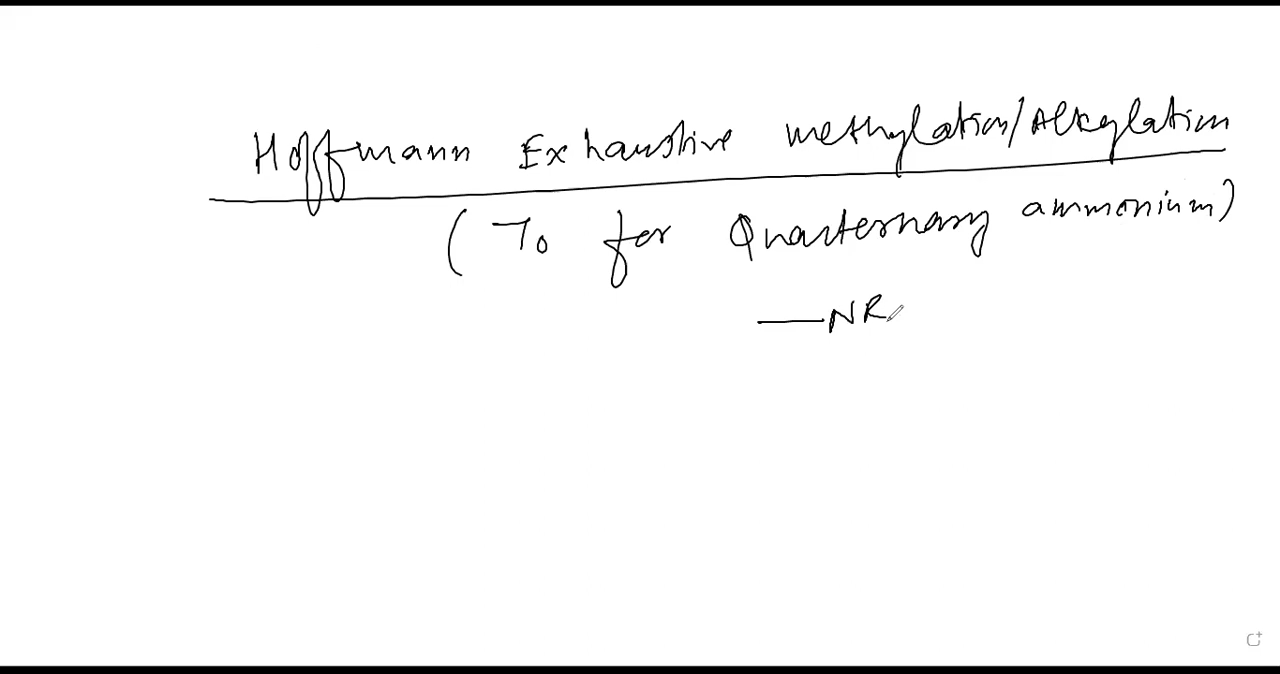 Hoffmann Exhaustive methylation/Alkylation
(To for Quarternary ammonium)
—NR